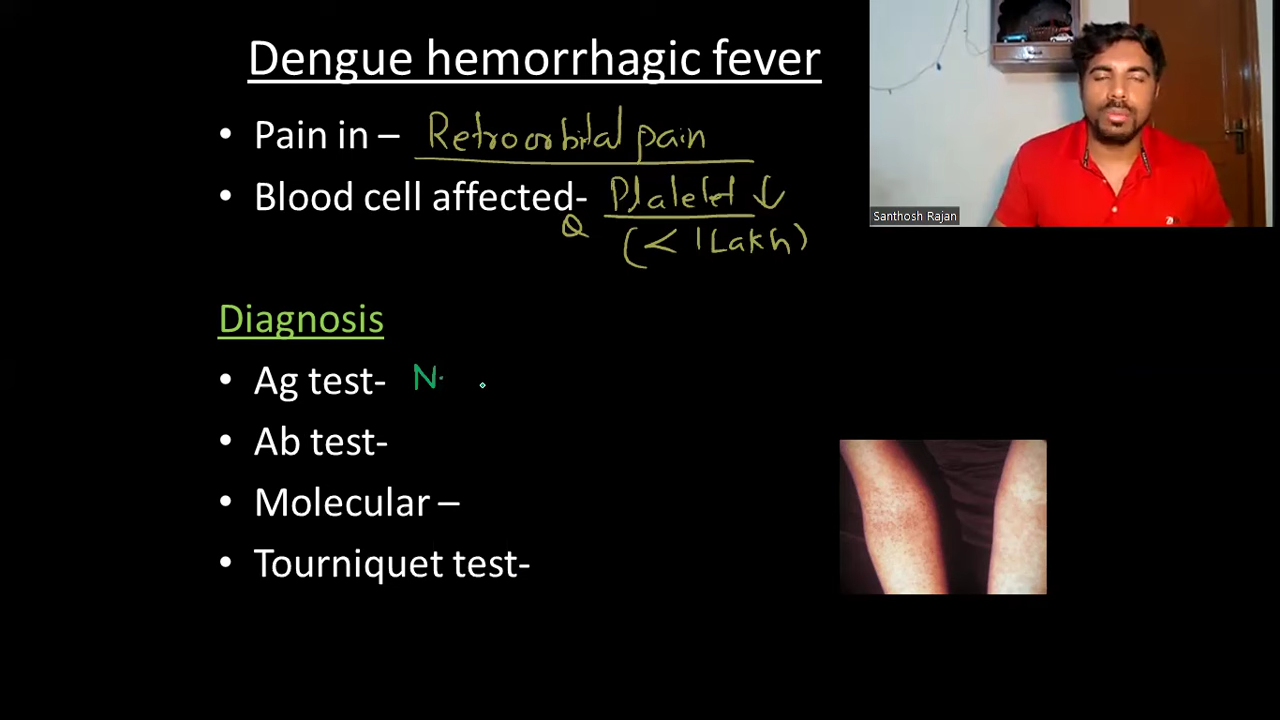 Dengue hemorrhagic fever
• Pain in – Retroorbital pain
• Blood cell affected- Platelet ↓
Q (< 1 Lakh)
Santhosh Rajan
Diagnosis
• Ag test- N
• Ab test-
• Molecular –
• Tourniquet test-